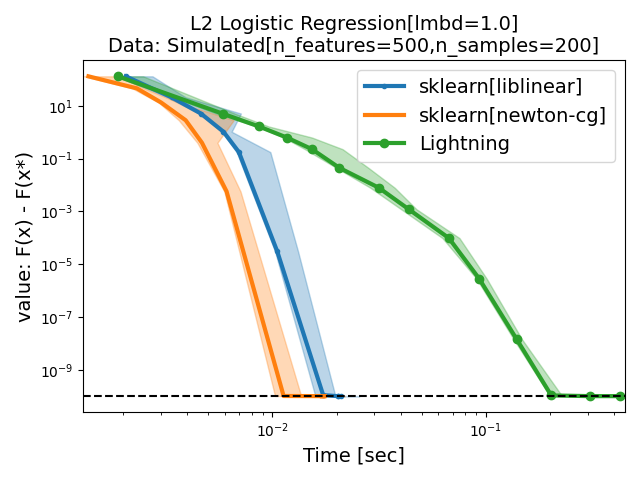 L2 Logistic Regression[lmbd=1.0]
Data: Simulated[n_features=500,n_samples=200]
sklearn[liblinear]
sklearn[newton-cg]
Lightning
value: F(x) - F(x*)
10¹
10⁻¹
10⁻³
10⁻⁵
10⁻⁷
10⁻⁹
10⁻²
10⁻¹
Time [sec]